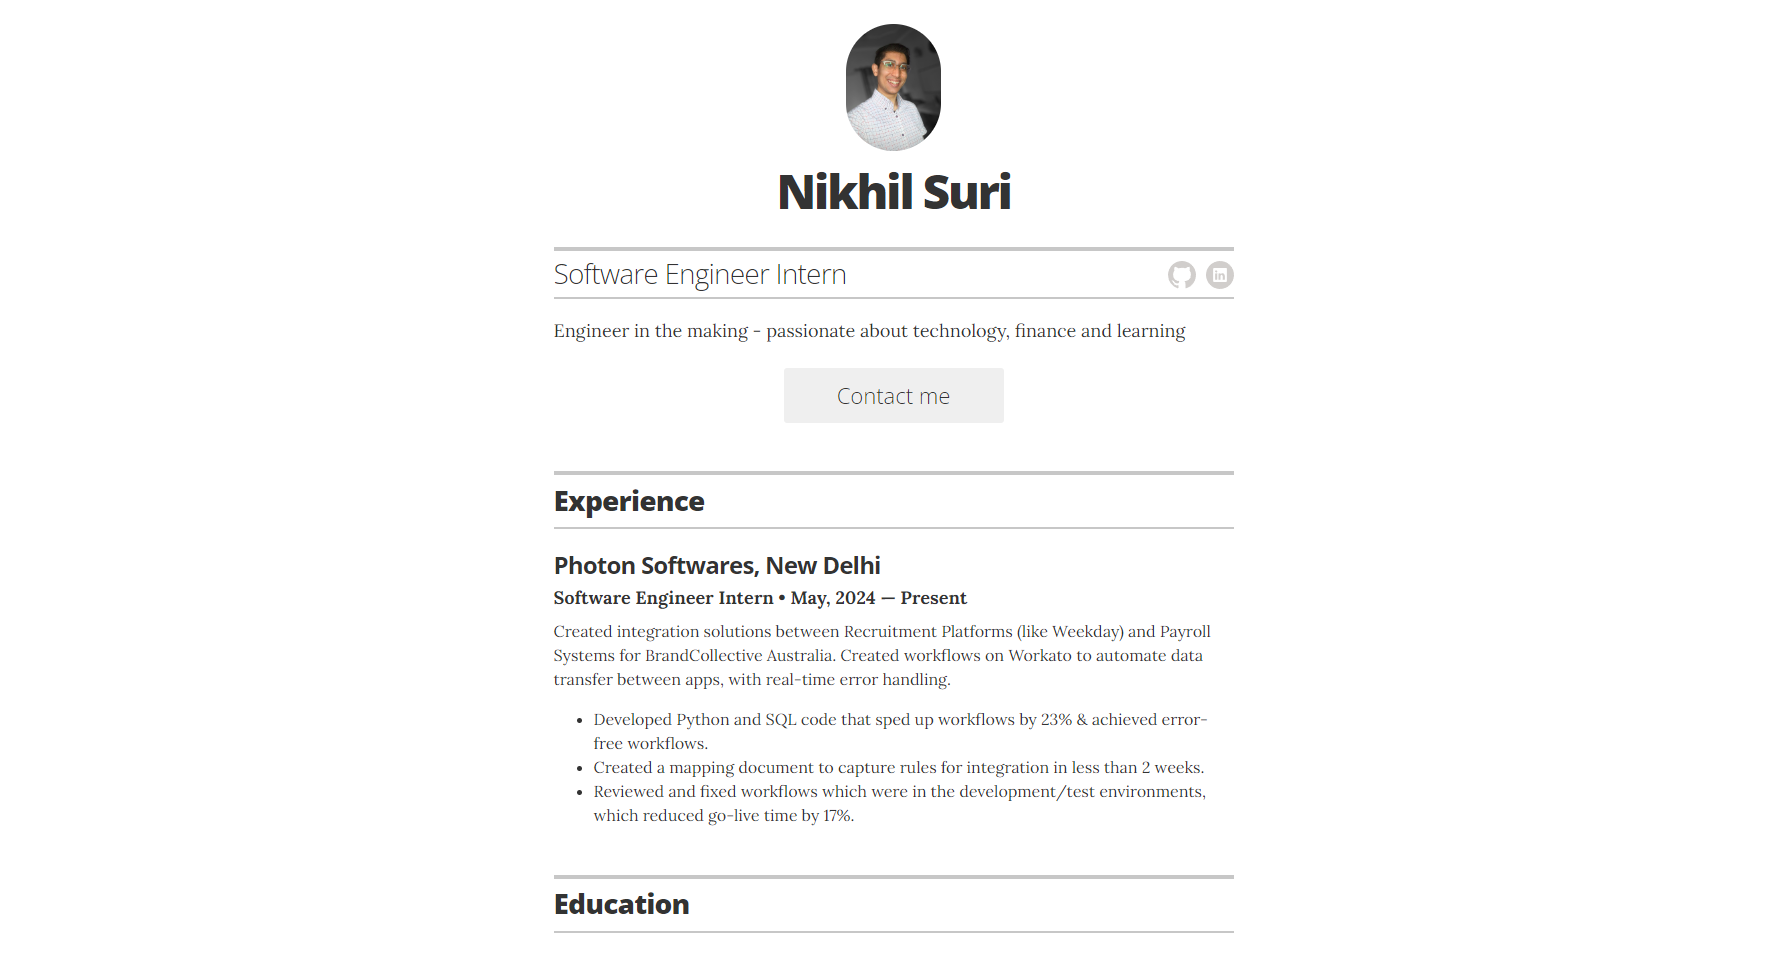 Nikhil Suri
Software Engineer Intern
in
Engineer in the making - passionate about technology, finance and learning
Contact me
Experience
Photon Softwares, New Delhi
Software Engineer Intern • May, 2024 — Present
Created integration solutions between Recruitment Platforms (like Weekday) and Payroll
Systems for BrandCollective Australia. Created workflows on Workato to automate data
transfer between apps, with real-time error handling.
• Developed Python and SQL code that sped up workflows by 23% & achieved error-
free workflows.
• Created a mapping document to capture rules for integration in less than 2 weeks.
• Reviewed and fixed workflows which were in the development/test environments,
which reduced go-live time by 17%.
Education